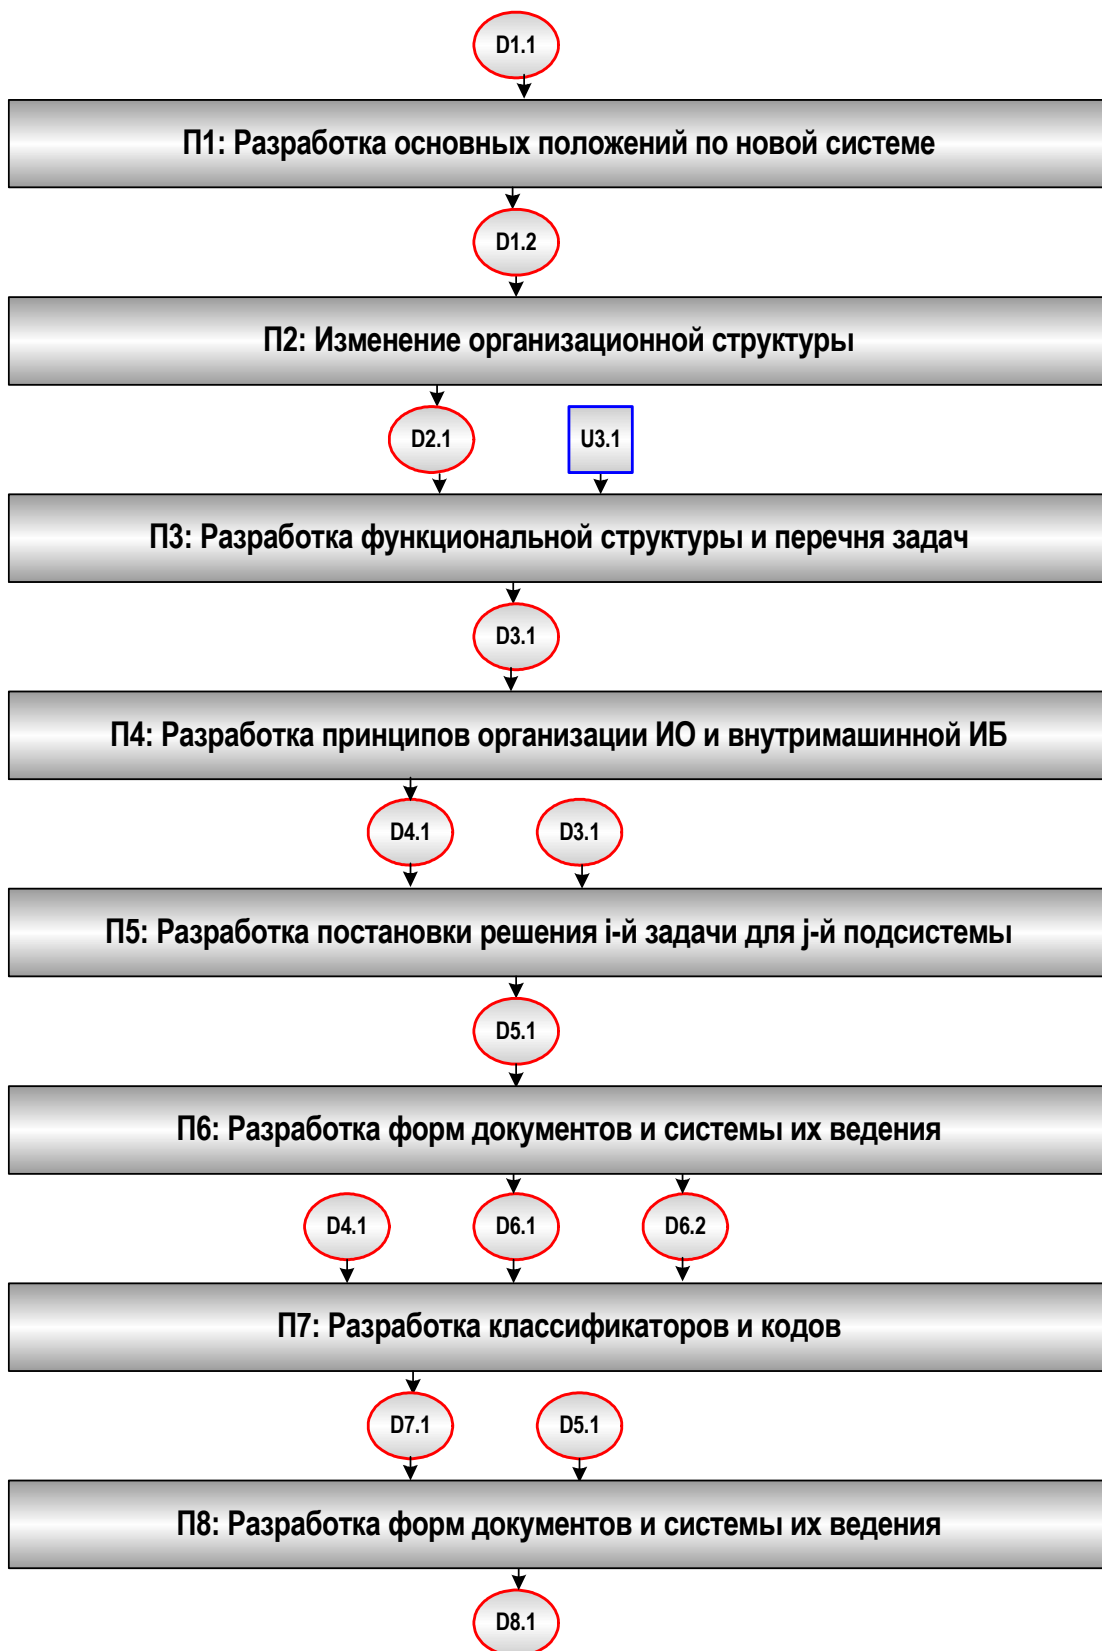 D1.1
П1: Разработка основных положений по новой системе
D1.2
П2: Изменение организационной структуры
D2.1
U3.1
П3: Разработка функциональной структуры и перечня задач
D3.1
П4: Разработка принципов организации ИО и внутримашинной ИБ
D4.1
D3.1
П5: Разработка постановки решения i-й задачи для j-й подсистемы
D5.1
П6: Разработка форм документов и системы их ведения
D4.1
D6.1
D6.2
П7: Разработка классификаторов и кодов
D7.1
D5.1
П8: Разработка форм документов и системы их ведения
D8.1